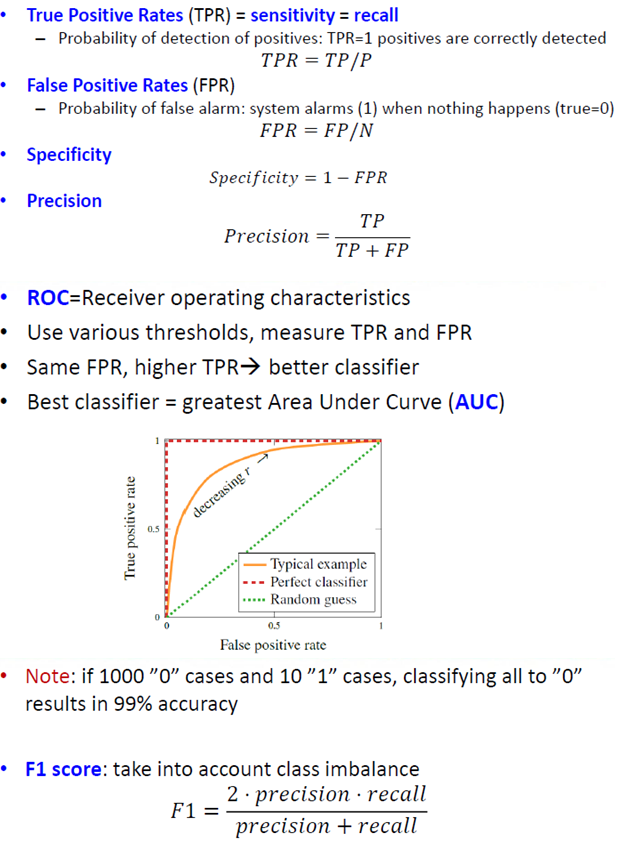 • True Positive Rates (TPR) = sensitivity = recall
– Probability of detection of positives: TPR=1 positives are correctly detected
TPR = TP/P
• False Positive Rates (FPR)
– Probability of false alarm: system alarms (1) when nothing happens (true=0)
FPR = FP/N
• Specificity
Specificity = 1 − FPR
• Precision
Precision = TP / TP + FP
• ROC=Receiver operating characteristics
• Use various thresholds, measure TPR and FPR
• Same FPR, higher TPR→ better classifier
• Best classifier = greatest Area Under Curve (AUC)
1
0.5
0
True positive rate
decreasing r
Typical example
Perfect classifier
Random guess
0 0.5 1
False positive rate
• Note: if 1000 ”0” cases and 10 ”1” cases, classifying all to ”0”
results in 99% accuracy
• F1 score: take into account class imbalance
F1 = 2 · precision · recall / precision + recall